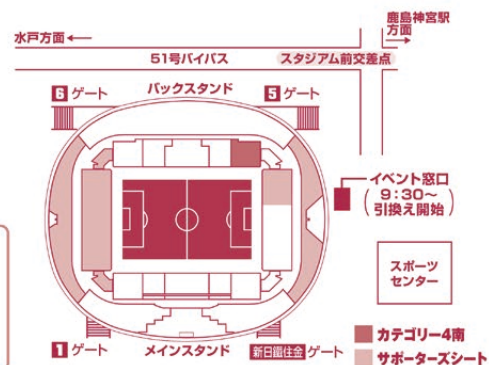 鹿島神宮駅
方面
水戸方面
51号バイパス
スタジアム前交差点
6 ゲート
バックスタンド
5 ゲート
イベント窓口
(9:30~
引換え開始)
スポーツ
センター
1 ゲート
メインスタンド
新日鐵住金 ゲート
カテゴリー4南
サポーターズシート